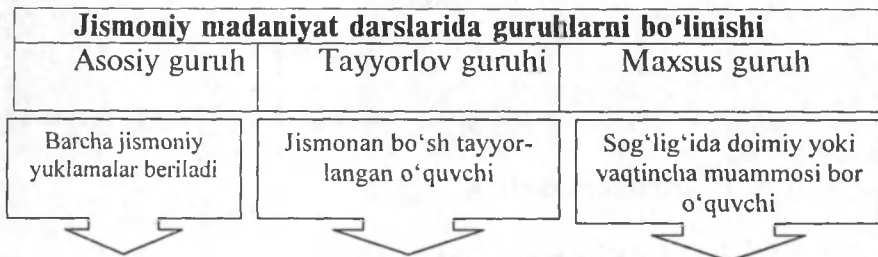 Jismoniy madaniyat darslarida guruhlarni bo‘linishi
Asosiy guruh
Tayyorlov guruhi
Maxsus guruh
Barcha jismoniy
yuklamalar beriladi
Jismonan bo‘sh tayyor-
langan o‘quvchi
Sog‘lig‘ida doimiy yoki
vaqtincha muammosi bor
o‘quvchi